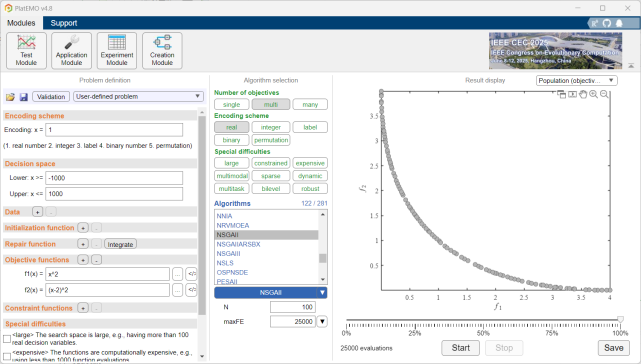 PlatEMO v4.8
Modules Support
Test Module
Application Module
Experiment Module
Creation Module
IEEE CEC 2025
IEEE Congress on Evolutionary Computation
June 8-12, 2025, Hangzhou, China
Problem definition
Validation User-defined problem
Encoding scheme
Encoding: x = 1
(1. real number 2. integer 3. label 4. binary number 5. permutation)
Decision space
Lower: x >= -1000
Upper: x <= 1000
Data + -
Initialization function + -
Repair function + - Integrate
Objective functions + -
f1(x) = x^2 ... </>
f2(x) = (x-2)^2 ... </>
Constraint functions + -
Special difficulties
<large> The search space is large, e.g., having more than 100 real decision variables.
<expensive> The functions are computationally expensive, e.g., using less than 1000 function evaluations
Algorithm selection
Number of objectives
single multi many
Encoding scheme
real integer label
binary permutation
Special difficulties
large constrained expensive
multimodal sparse dynamic
multitask bilevel robust
Algorithms 122 / 281
NNIA
NRVMOEA
NSGAII
NSGAIIARSBX
NSGAIII
NSLS
OSPNSDE
PESAII
NSGAII
N 100
maxFE 25000
Result display
Population (objectiv...
3.5
3
2.5
2
1.5
1
0.5
f2
0.5 1 1.5 2 2.5 3 3.5 4
f1
0% 25% 50% 75% 100%
25000 evaluations
Start Stop Save